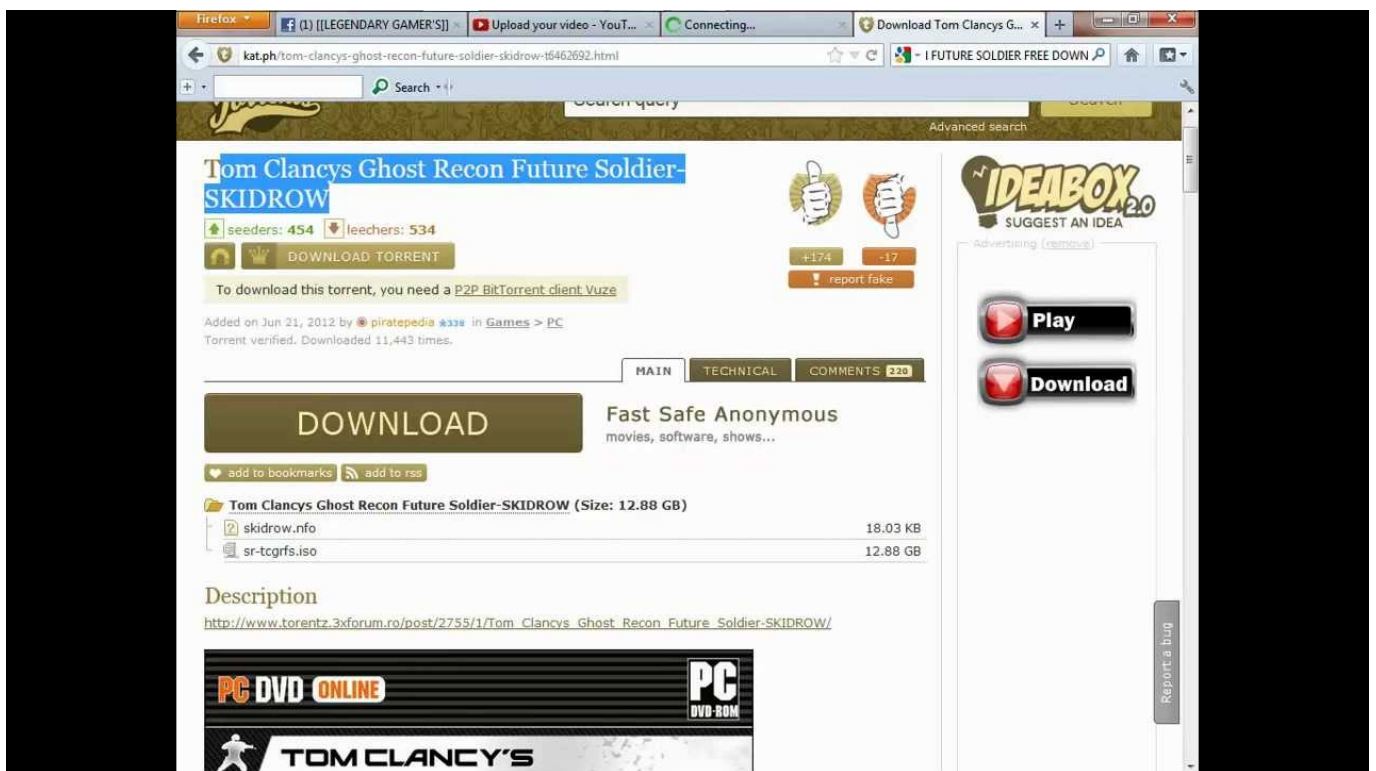 Firefox
(1) [[LEGENDARY GAMER'S]]
Upload your video - YouT...
Connecting...
Download Tom Clancys G...
kat.ph/tom-clancys-ghost-recon-future-soldier-skidrow-t6462692.html
- I FUTURE SOLDIER FREE DOWN
Search
Search query
Advanced search
Tom Clancys Ghost Recon Future Soldier-
SKIDROW
seeders: 454 leechers: 534
DOWNLOAD TORRENT
+174 -17
report fake
To download this torrent, you need a P2P BitTorrent client Vuze
Added on Jun 21, 2012 by piratepedia 338 in Games > PC
Torrent verified. Downloaded 11,443 times.
MAIN TECHNICAL COMMENTS 220
DOWNLOAD
Fast Safe Anonymous
movies, software, shows...
add to bookmarks add to rss
Tom Clancys Ghost Recon Future Soldier-SKIDROW (Size: 12.88 GB)
skidrow.nfo 18.03 KB
sr-tcgrfs.iso 12.88 GB
Description
http://www.torentz.3xforum.ro/post/2755/1/Tom_Clancys_Ghost_Recon_Future_Soldier-SKIDROW/
PC DVD ONLINE
PC
DVD-ROM
TOM CLANCY'S
IDEABOX 2.0
SUGGEST AN IDEA
Advertising (remove)
Play
Download
Report a bug